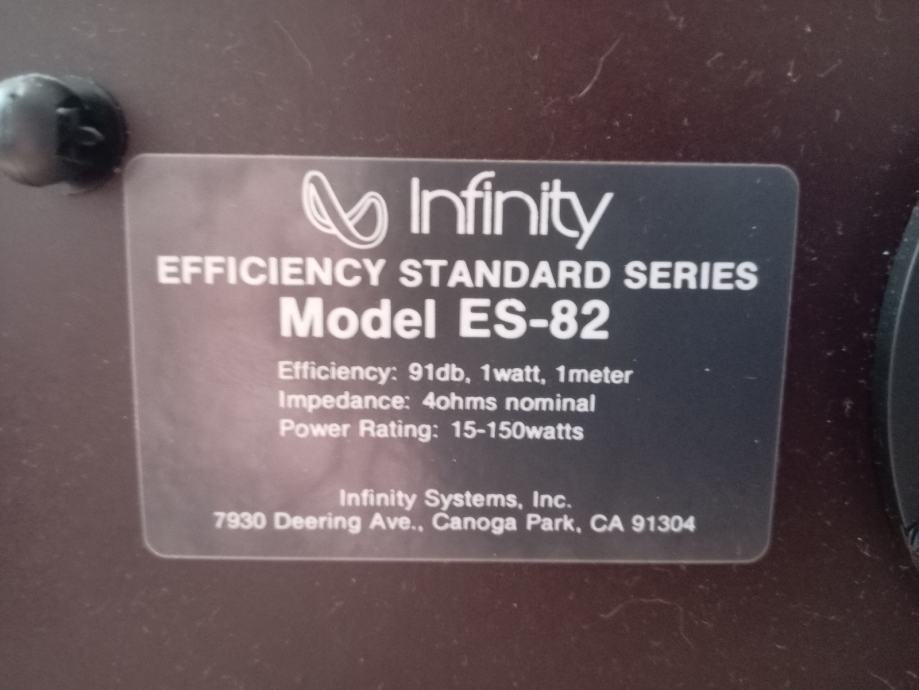 Infinity
EFFICIENCY STANDARD SERIES
Model ES-82
Efficiency: 91db, 1watt, 1meter
Impedance: 4ohms nominal
Power Rating: 15-150watts
Infinity Systems, Inc.
7930 Deering Ave., Canoga Park, CA 91304